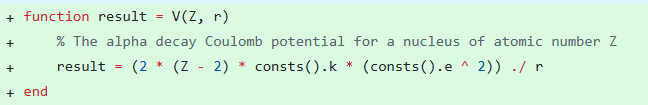 + function result = V(Z, r)
+     % The alpha decay Coulomb potential for a nucleus of atomic number Z
+     result = (2 * (Z - 2) * consts().k * (consts().e ^ 2)) ./ r
+ end